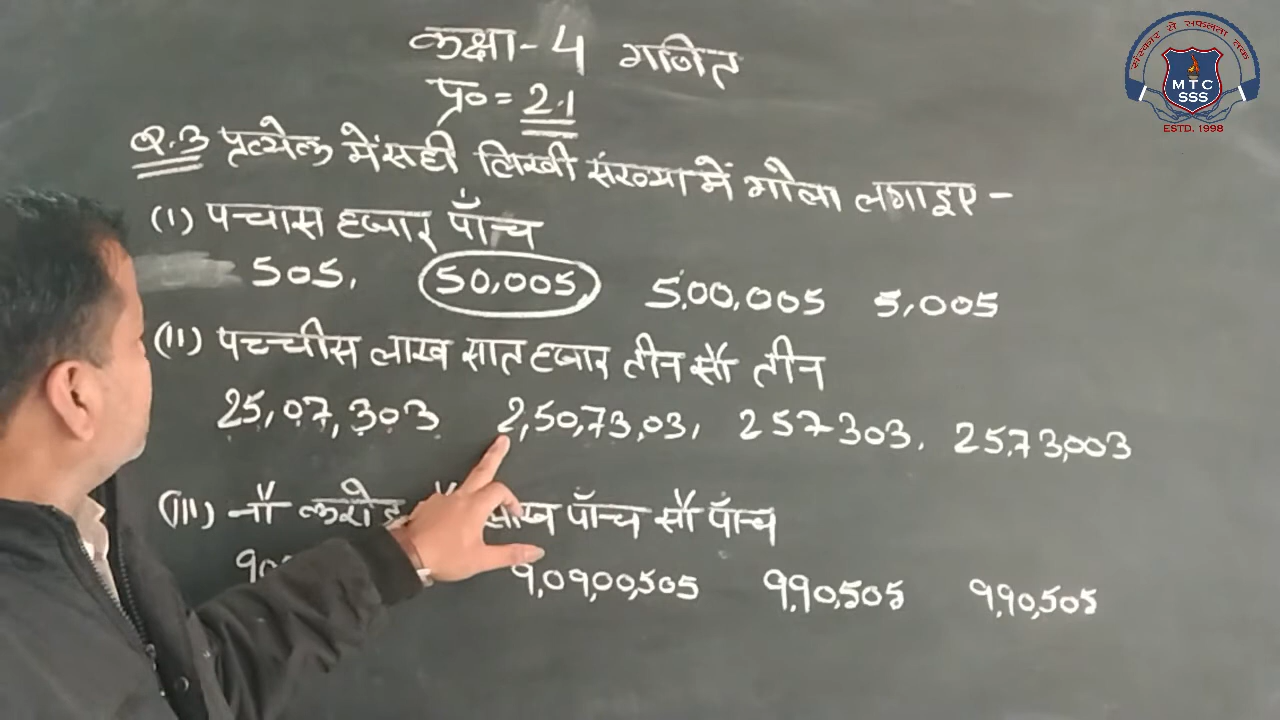 कक्षा - 4 गणित
प्र० = 2.1
Q.3 प्रत्येक में सही लिखी संख्या में गोला लगाइए -
(I) पचास हजार पाँच
505, 50,005, 5,00,005 5,005
(II) पच्चीस लाख सात हजार तीन सौ तीन
25,07,303 2,50,73,03, 257303, 25,73,003
(III) नौ करोड़ लाख पाँच सौ पाँच
9,09,00,505 9,90,505 9,90,505
संस्कार से सफलता तक
MTC
SSS
ESTD. 1998